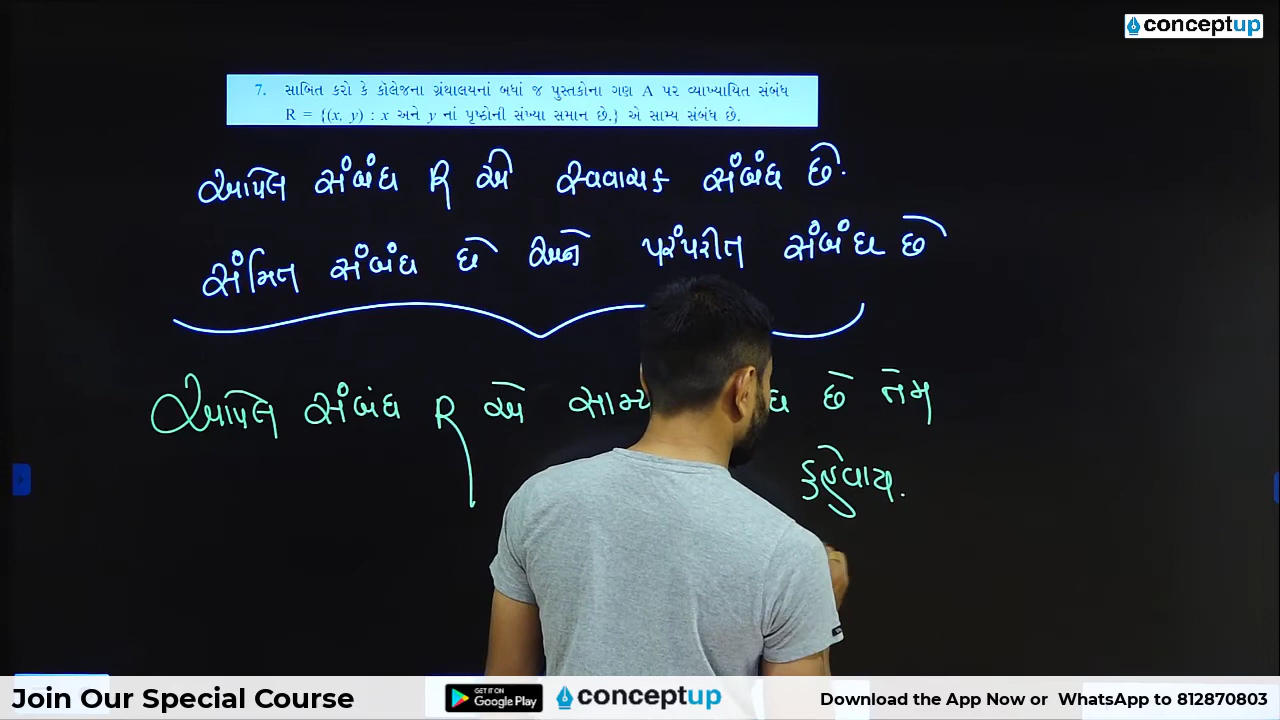 conceptup
7. સાબિત કરો કે કૉલેજના ગ્રંથાલયનાં બધાં જ પુસ્તકોના ગણ A પર વ્યાખ્યાયિત સંબંધ
R = {(x, y) : x અને y નાં પૃષ્ઠોની સંખ્યા સમાન છે.} એ સામ્ય સંબંધ છે.
આપેલ સંબંધ R એ સ્વવાચક સંબંધ છે.
સંમિત સંબંધ છે અને પરંપરીત સંબંધ છે
આપેલ સંબંધ R એ સામ્ય છે તેમ
કહેવાય.
Join Our Special Course GET IT ON Google Play conceptup Download the App Now or WhatsApp to 812870803